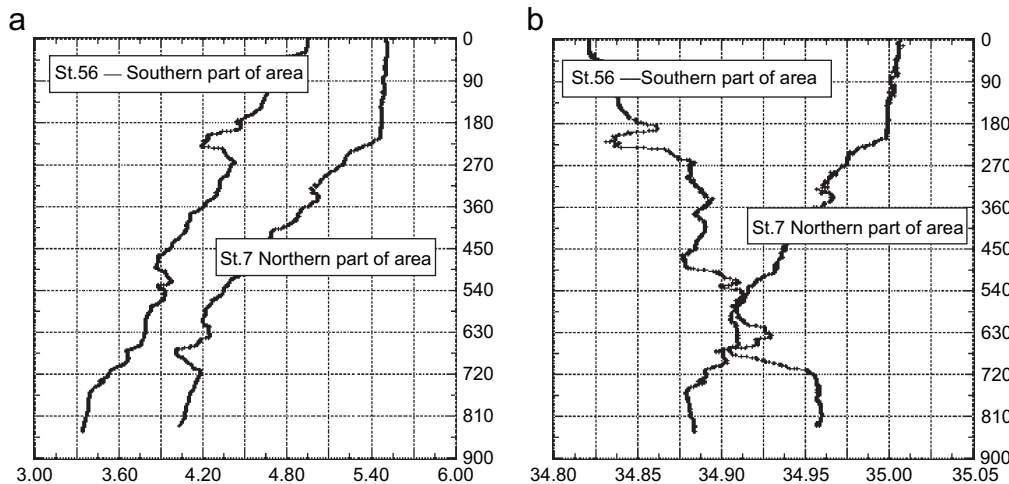 a
St.56 — Southern part of area
St.7 Northern part of area
0
90
180
270
360
450
540
630
720
810
900
3.00 3.60 4.20 4.80 5.40 6.00
b
St.56 —Southern part of area
St.7 Northern part of area
0
90
180
270
360
450
540
630
720
810
900
34.80 34.85 34.90 34.95 35.00 35.05